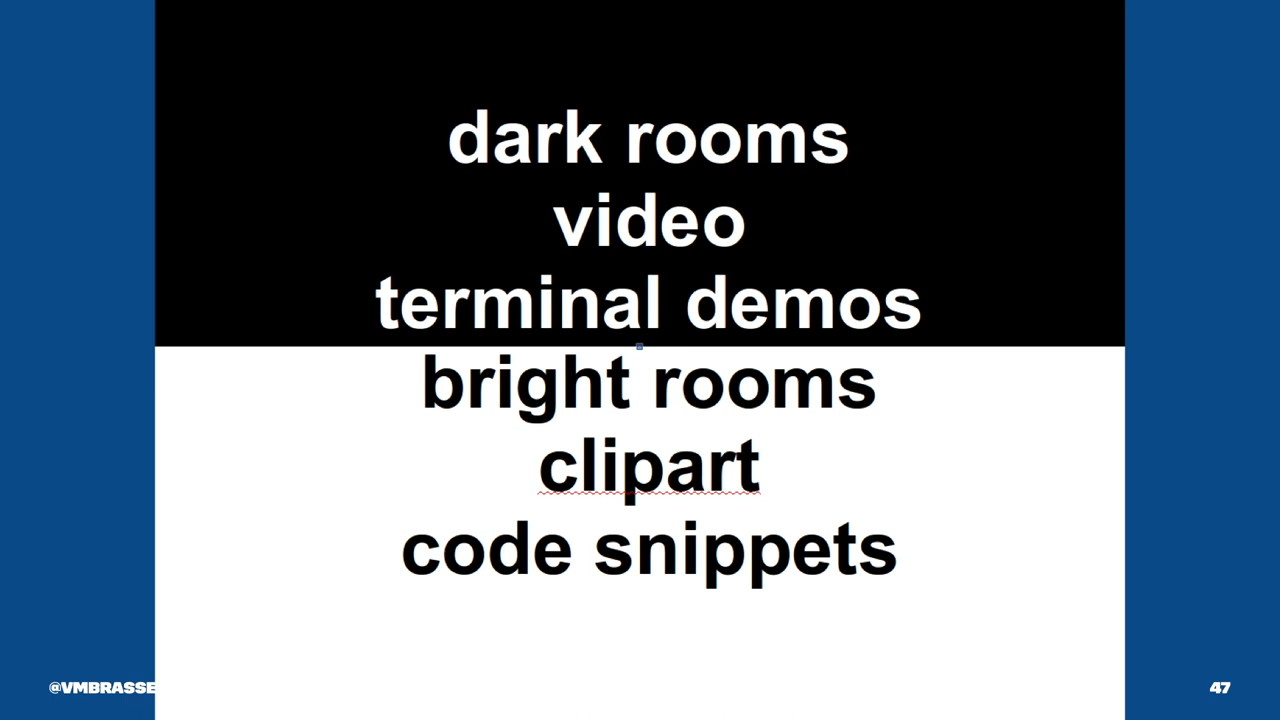 dark rooms
video
terminal demos
bright rooms
clipart
code snippets
@VMBRASSE
47